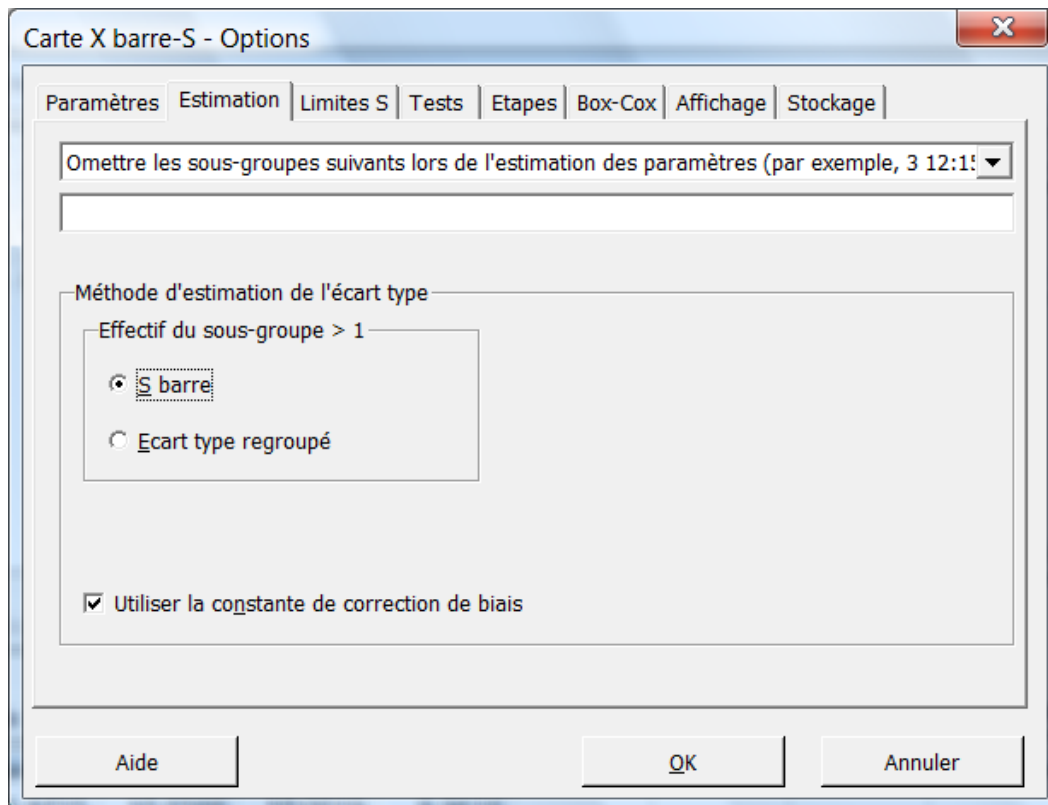 Carte X barre-S - Options
Paramètres Estimation Limites S Tests Etapes Box-Cox Affichage Stockage
Omettre les sous-groupes suivants lors de l'estimation des paramètres (par exemple, 3 12:15
Méthode d'estimation de l'écart type
Effectif du sous-groupe > 1
S barre
Ecart type regroupé
Utiliser la constante de correction de biais
Aide OK Annuler